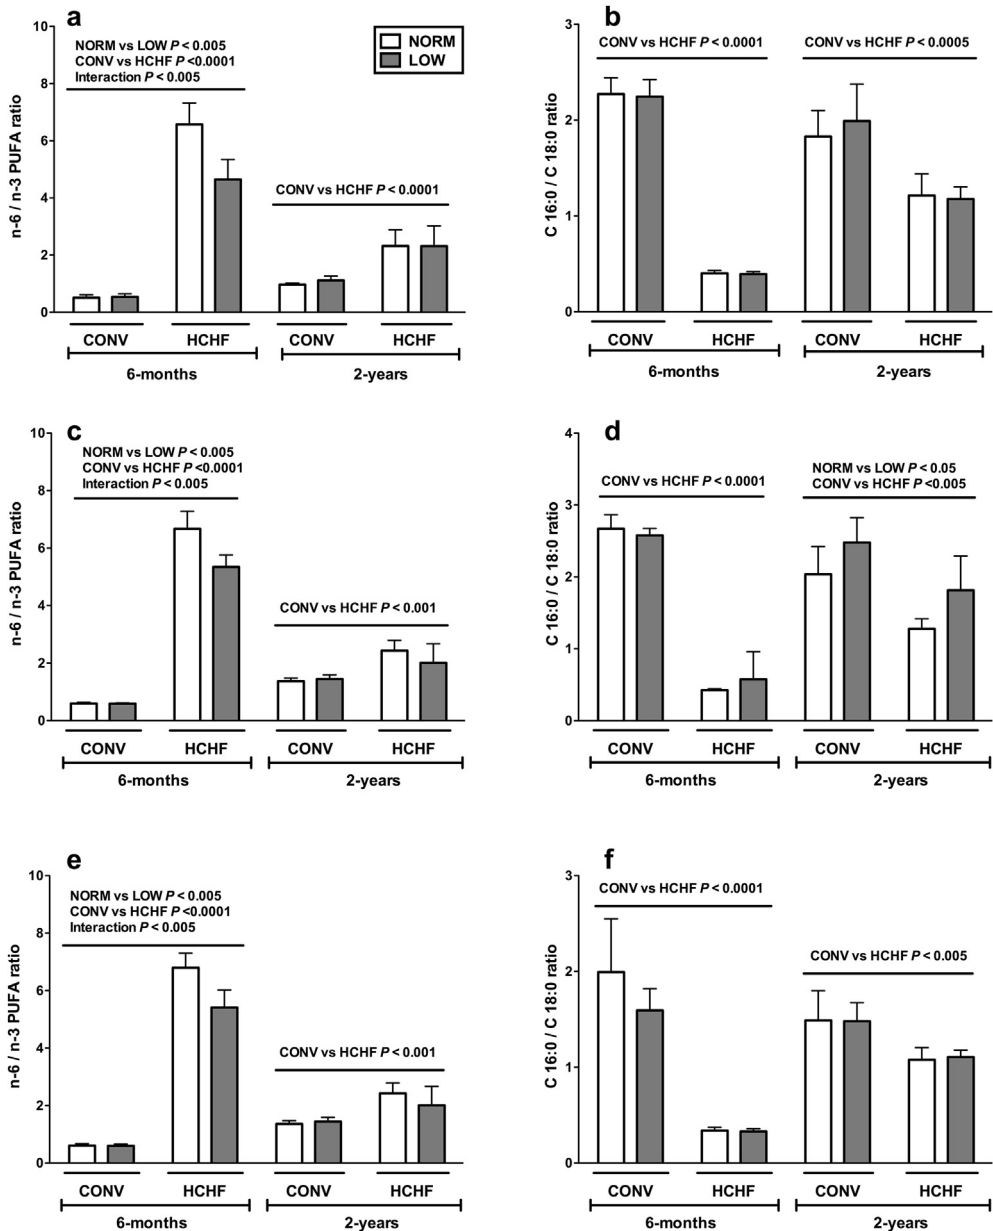 a
10
8
6
4
2
0
n-6 / n-3 PUFA ratio
NORM vs LOW P < 0.005
CONV vs HCHF P <0.0001
Interaction P < 0.005
NORM
LOW
CONV vs HCHF P < 0.0001
CONV
HCHF
CONV
HCHF
6-months
2-years
b
3
2
1
0
C 16:0 / C 18:0 ratio
CONV vs HCHF P < 0.0001
CONV vs HCHF P < 0.0005
CONV
HCHF
CONV
HCHF
6-months
2-years
c
10
8
6
4
2
0
n-6 / n-3 PUFA ratio
NORM vs LOW P < 0.005
CONV vs HCHF P <0.0001
Interaction P < 0.005
CONV vs HCHF P < 0.001
CONV
HCHF
CONV
HCHF
6-months
2-years
d
4
3
2
1
0
C 16:0 / C 18:0 ratio
CONV vs HCHF P < 0.0001
NORM vs LOW P < 0.05
CONV vs HCHF P <0.005
CONV
HCHF
CONV
HCHF
6-months
2-years
e
10
8
6
4
2
0
n-6 / n-3 PUFA ratio
NORM vs LOW P < 0.005
CONV vs HCHF P <0.0001
Interaction P < 0.005
CONV vs HCHF P < 0.001
CONV
HCHF
CONV
HCHF
6-months
2-years
f
3
2
1
0
C 16:0 / C 18:0 ratio
CONV vs HCHF P < 0.0001
CONV vs HCHF P < 0.005
CONV
HCHF
CONV
HCHF
6-months
2-years